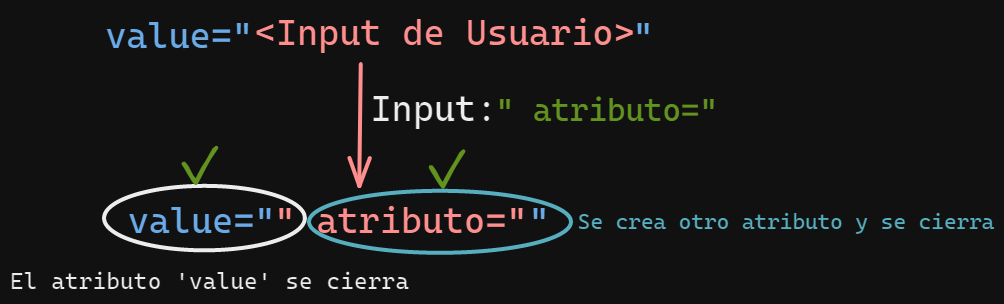 value="<Input de Usuario>"
Input:" atributo="
value="" atributo="" Se crea otro atributo y se cierra
El atributo 'value' se cierra